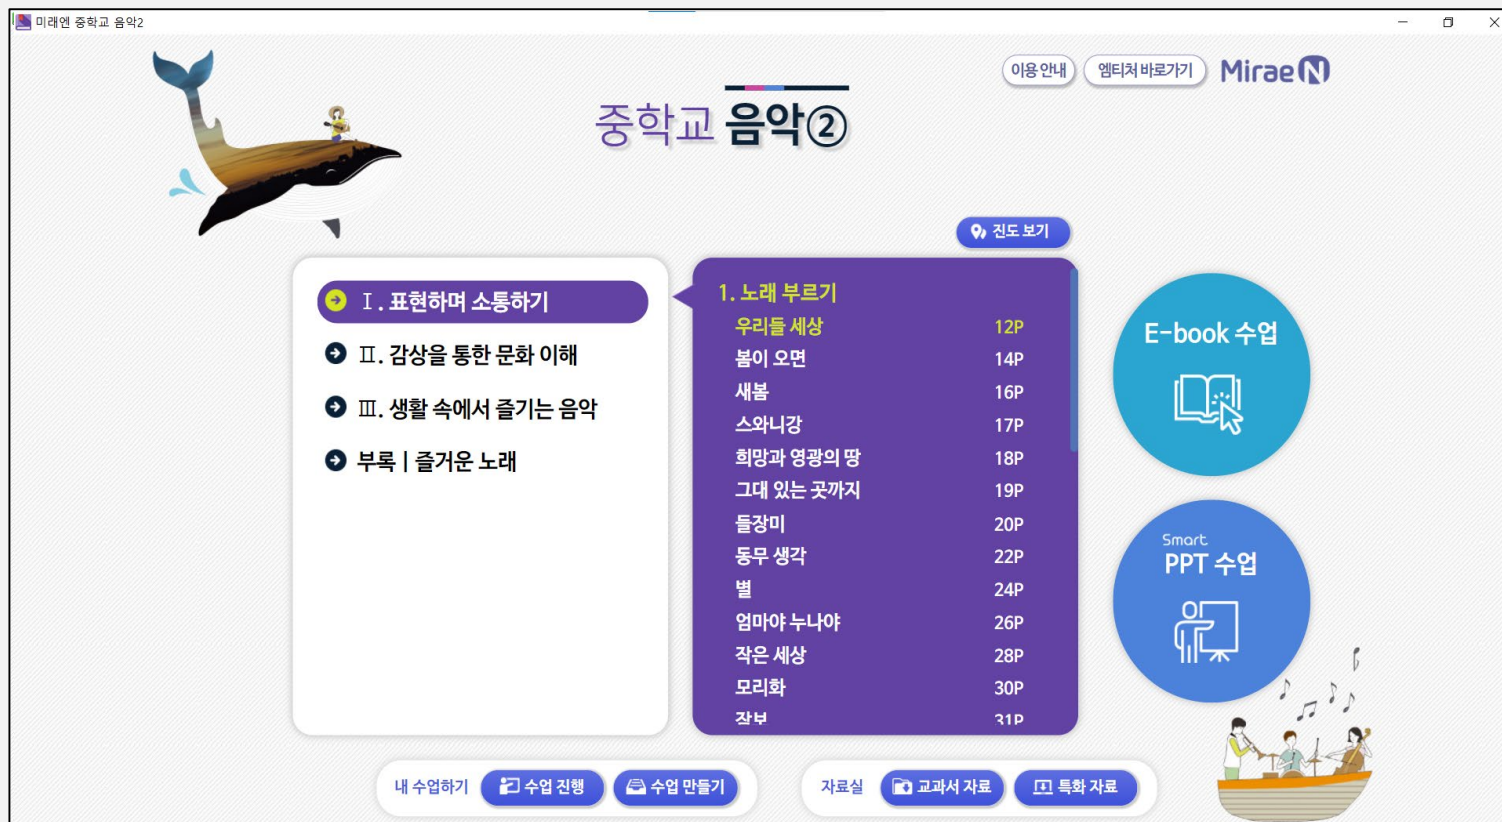 미래엔 중학교 음악2
이용 안내 엠티처 바로가기 Mirae N
중학교 음악②
진도 보기
Ⅰ. 표현하며 소통하기
Ⅱ. 감상을 통한 문화 이해
Ⅲ. 생활 속에서 즐기는 음악
부록 | 즐거운 노래
1. 노래 부르기
우리들 세상 12P
봄이 오면 14P
새봄 16P
스와니강 17P
희망과 영광의 땅 18P
그대 있는 곳까지 19P
들장미 20P
동무 생각 22P
별 24P
엄마야 누나야 26P
작은 세상 28P
모리화 30P
잠보 31P
E-book 수업
Smart
PPT 수업
내 수업하기 수업 진행 수업 만들기
자료실 교과서 자료 특화 자료